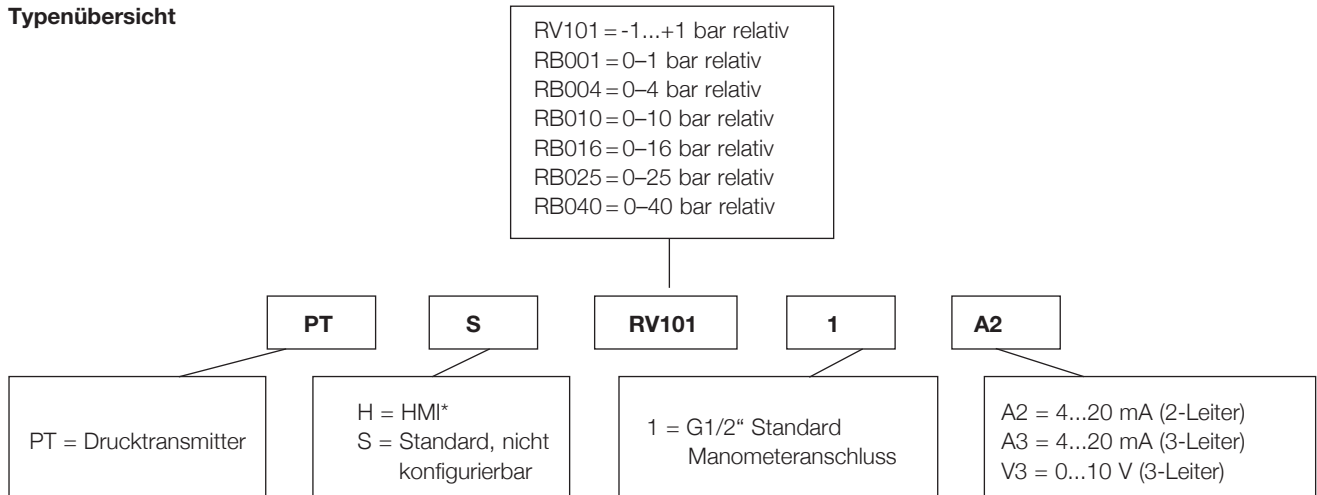 Typenübersicht
RV101 = -1...+1 bar relativ
RB001 = 0–1 bar relativ
RB004 = 0–4 bar relativ
RB010 = 0–10 bar relativ
RB016 = 0–16 bar relativ
RB025 = 0–25 bar relativ
RB040 = 0–40 bar relativ
PT
S
RV101
1
A2
PT = Drucktransmitter
H = HMI*
S = Standard, nicht
konfigurierbar
1 = G1/2“ Standard
Manometeranschluss
A2 = 4...20 mA (2-Leiter)
A3 = 4...20 mA (3-Leiter)
V3 = 0...10 V (3-Leiter)